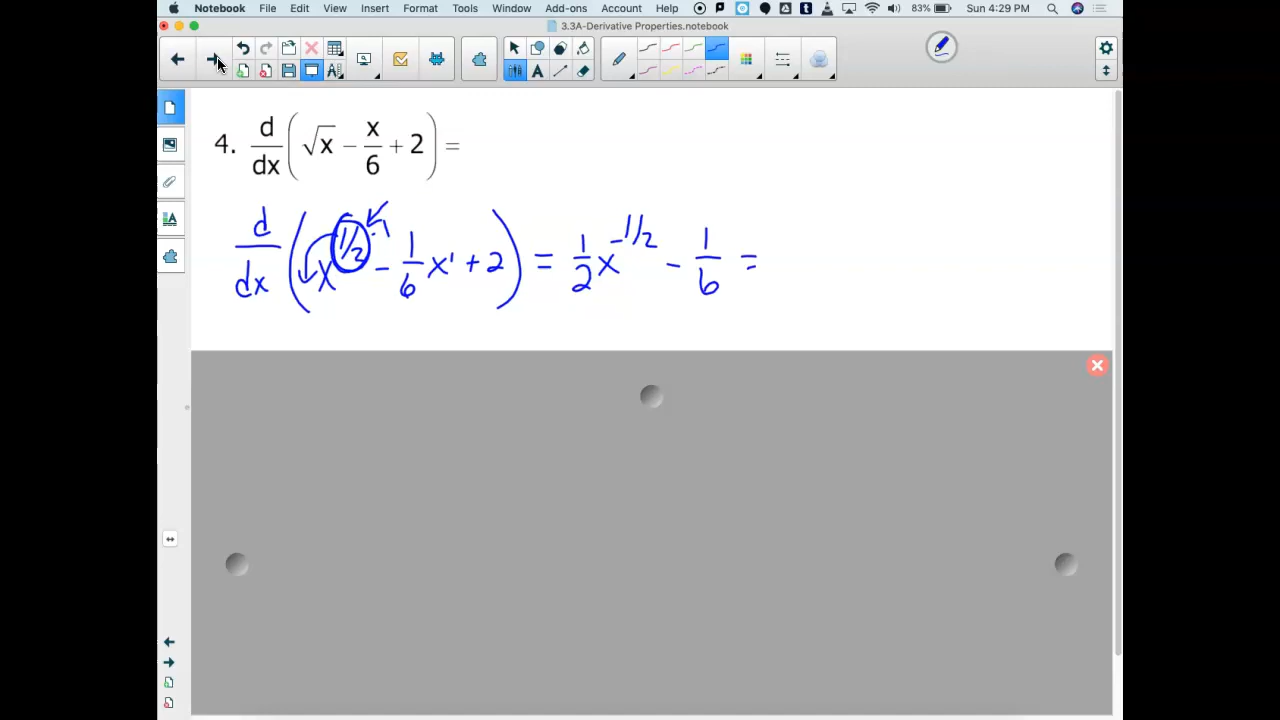 Notebook File Edit View Insert Format Tools Window Add-ons Account Help 83% Sun 4:29 PM
3.3A-Derivative Properties.notebook
4. d/dx (√x − x/6 + 2) =
d/dx (x^1/2 - 1 − 1/6 x^1 + 2) = 1/2 x^-1/2 − 1/6 =